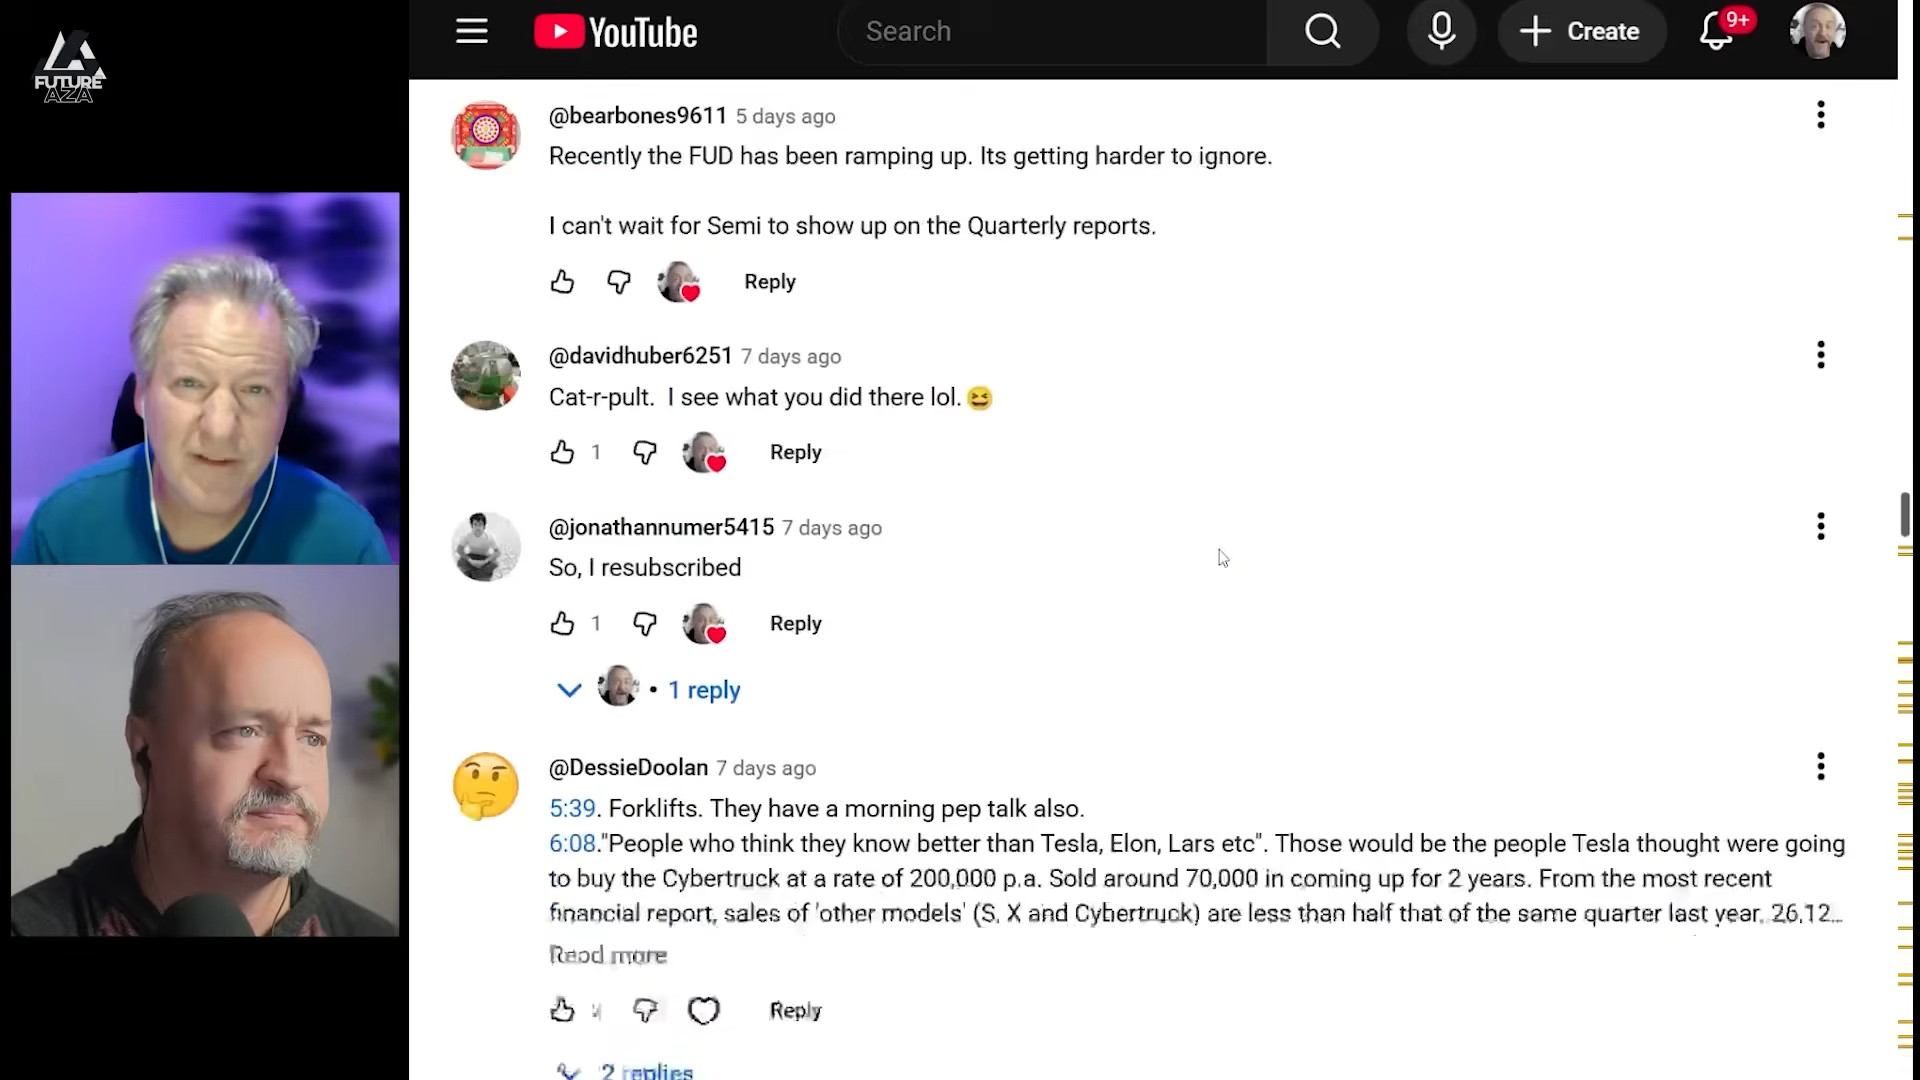 FUTURE
AZA
YouTube
Search
Create
9+
@bearbones9611 5 days ago
Recently the FUD has been ramping up. Its getting harder to ignore.
I can't wait for Semi to show up on the Quarterly reports.
Reply
@davidhuber6251 7 days ago
Cat-r-pult. I see what you did there lol. 😆
1
Reply
@jonathannumer5415 7 days ago
So, I resubscribed
1
Reply
• 1 reply
@DessieDoolan 7 days ago
5:39. Forklifts. They have a morning pep talk also.
6:08."People who think they know better than Tesla, Elon, Lars etc". Those would be the people Tesla thought were going
to buy the Cybertruck at a rate of 200,000 p.a. Sold around 70,000 in coming up for 2 years. From the most recent
financial report, sales of 'other models' (S, X and Cybertruck) are less than half that of the same quarter last year. 26,12...
Read more
Reply
2 replies